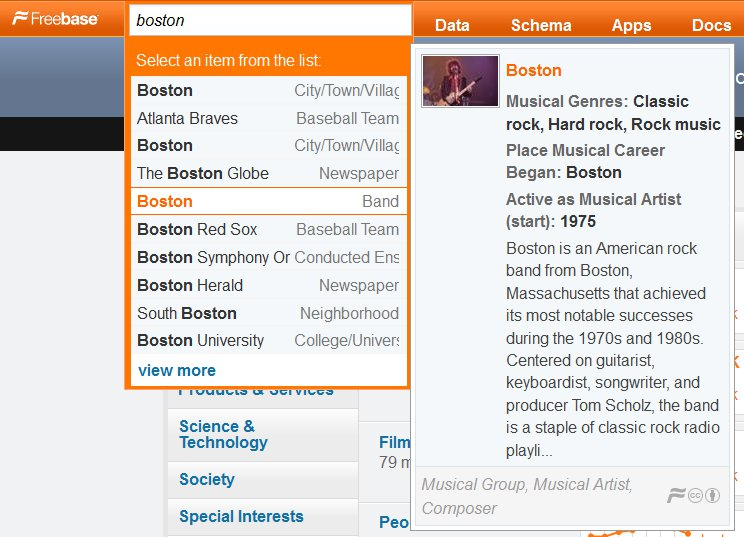 Freebase
boston
Data Schema Apps Docs
Select an item from the list:
Boston City/Town/Villag
Atlanta Braves Baseball Team
Boston City/Town/Villag
The Boston Globe Newspaper
Boston Band
Boston Red Sox Baseball Team
Boston Symphony Or Conducted Ens
Boston Herald Newspaper
South Boston Neighborhood
Boston University College/Univers
view more
Boston
Musical Genres: Classic
rock, Hard rock, Rock music
Place Musical Career
Began: Boston
Active as Musical Artist
(start): 1975
Boston is an American rock
band from Boston,
Massachusetts that achieved
its most notable successes
during the 1970s and 1980s.
Centered on guitarist,
keyboardist, songwriter, and
producer Tom Scholz, the band
is a staple of classic rock radio
playli...
Musical Group, Musical Artist,
Composer
cc
Products & Services
Science &
Technology
Society
Special Interests
Film
79 m
Peo